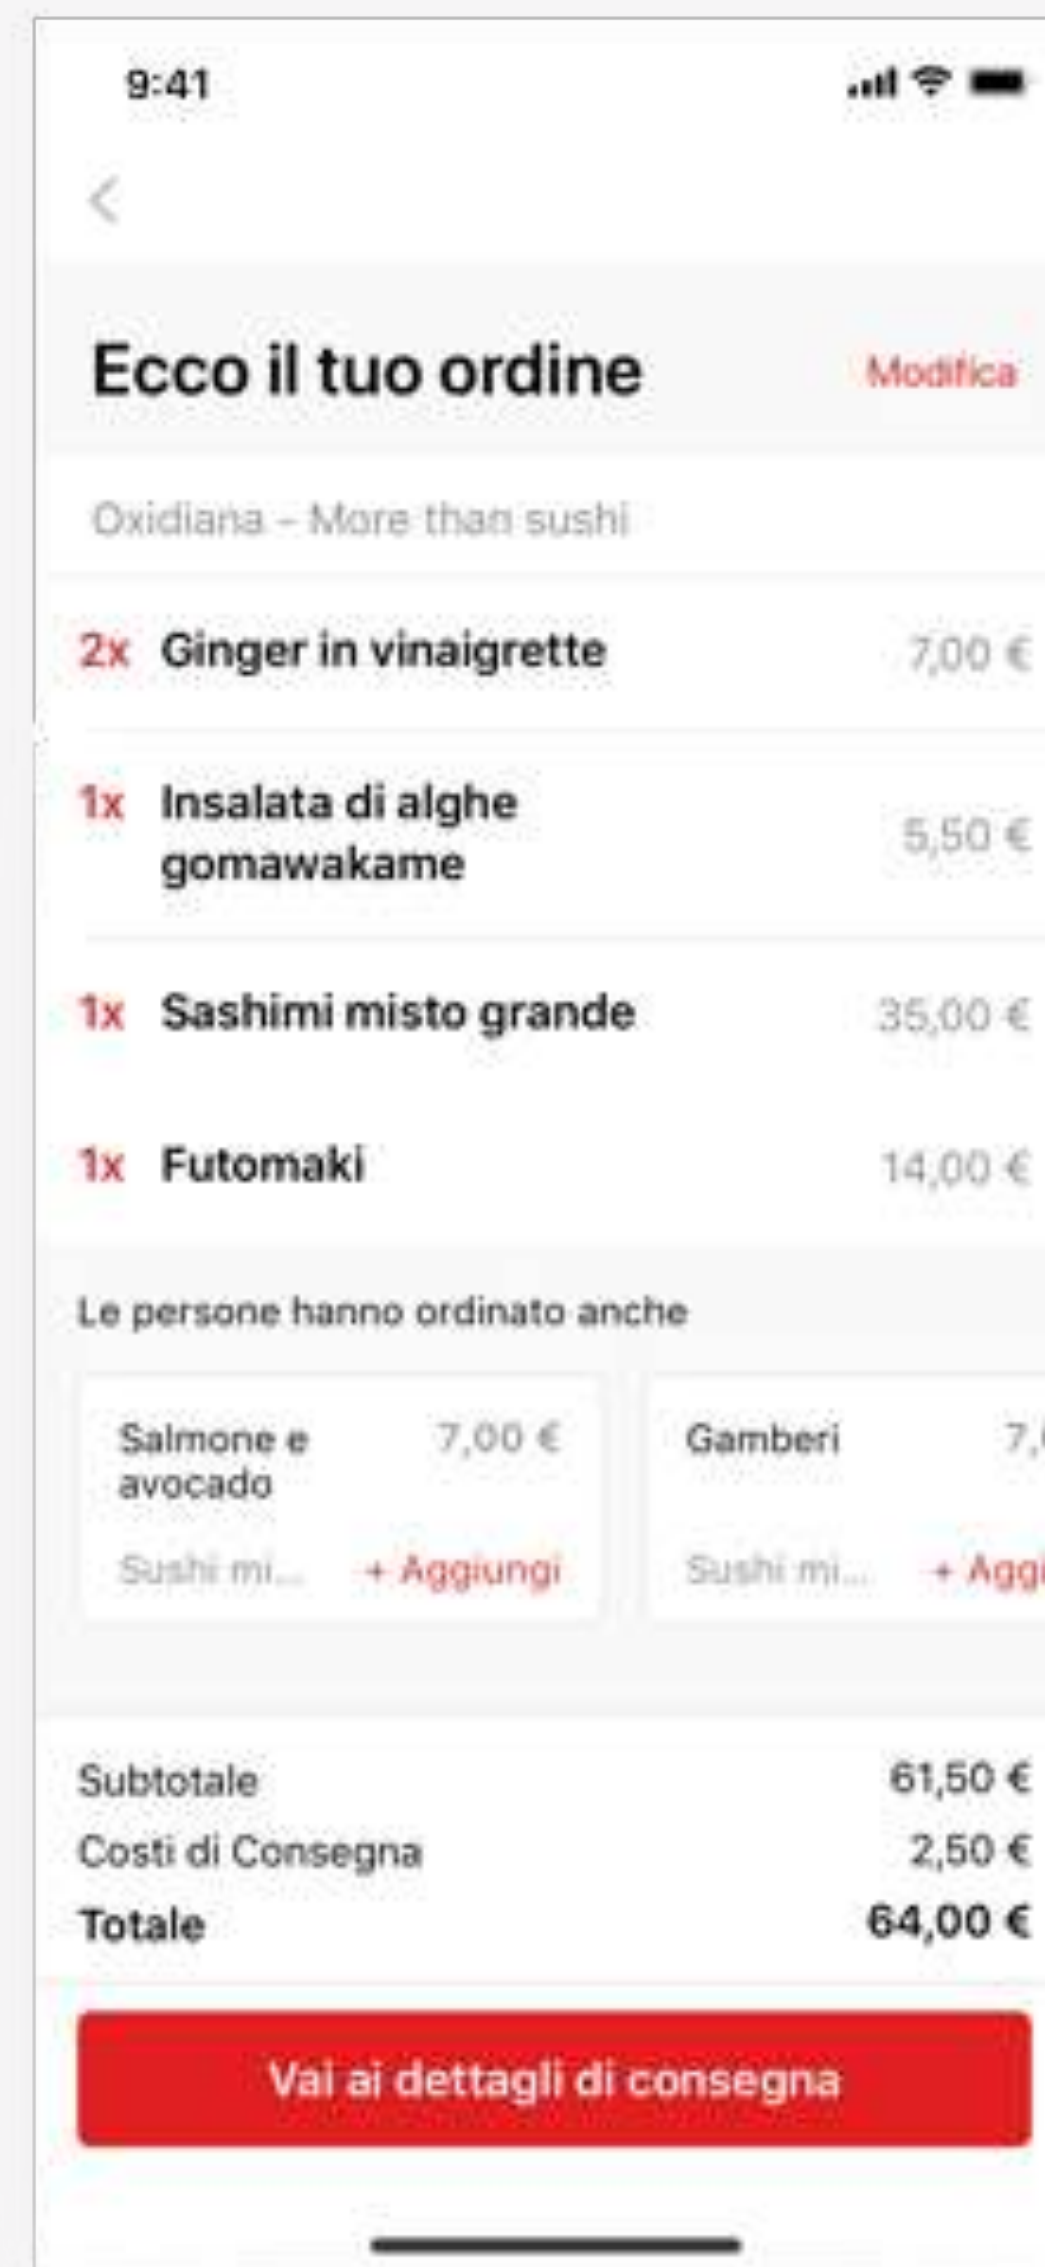 9:41
Ecco il tuo ordine
Modifica
Oxidiana – More than sushi
2x Ginger in vinaigrette 7,00 €
1x Insalata di alghe
gomawakame
5,50 €
1x Sashimi misto grande 35,00 €
1x Futomaki 14,00 €
Le persone hanno ordinato anche
Salmone e
avocado
7,00 €
Sushi mi... + Aggiungi
Gamberi 7,
Sushi mi... + Aggi
Subtotale 61,50 €
Costi di Consegna 2,50 €
Totale 64,00 €
Vai ai dettagli di consegna